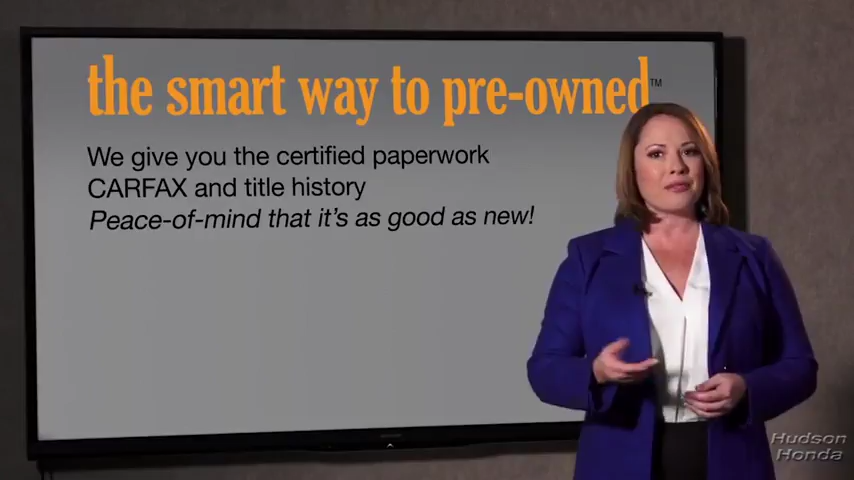 the smart way to pre-owned™
We give you the certified paperwork
CARFAX and title history
Peace-of-mind that it's as good as new!
Hudson
Honda